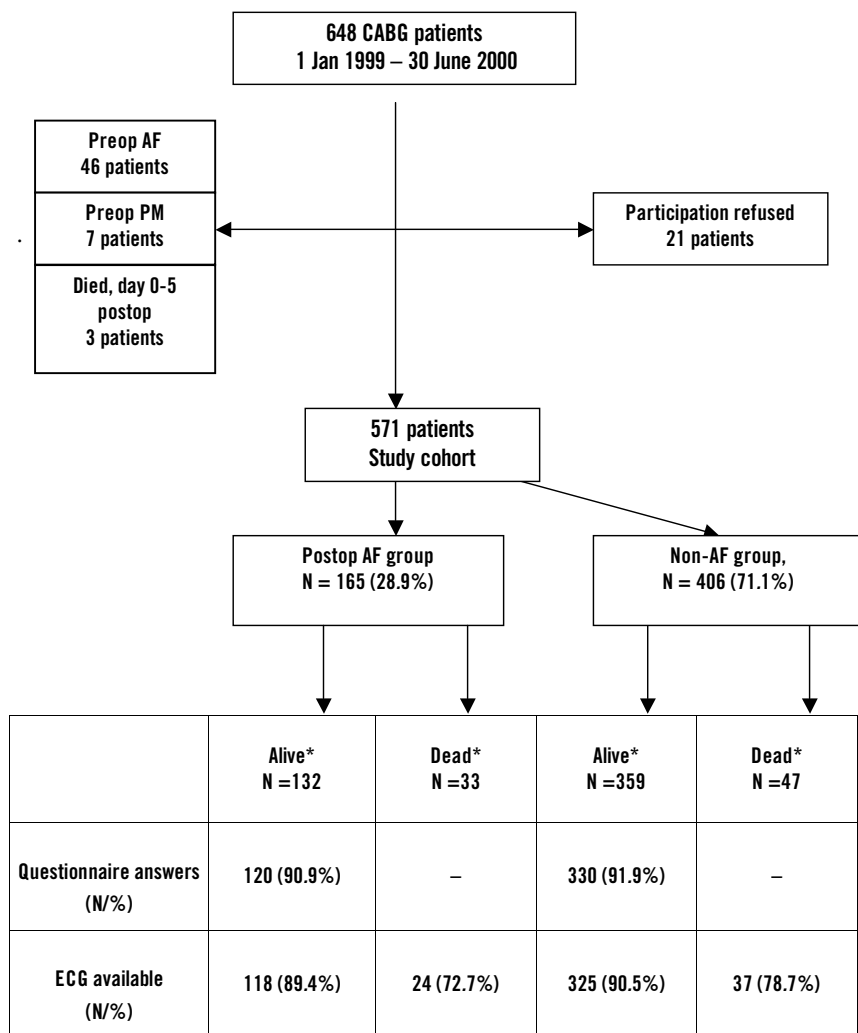 648 CABG patients
1 Jan 1999 – 30 June 2000
Preop AF
46 patients
Preop PM
7 patients
Died, day 0-5
postop
3 patients
.
Participation refused
21 patients
571 patients
Study cohort
Postop AF group
N = 165 (28.9%)
Non-AF group,
N = 406 (71.1%)
Alive*
N =132
Dead*
N =33
Alive*
N =359
Dead*
N =47
Questionnaire answers
(N/%)
120 (90.9%)
–
330 (91.9%)
–
ECG available
(N/%)
118 (89.4%)
24 (72.7%)
325 (90.5%)
37 (78.7%)